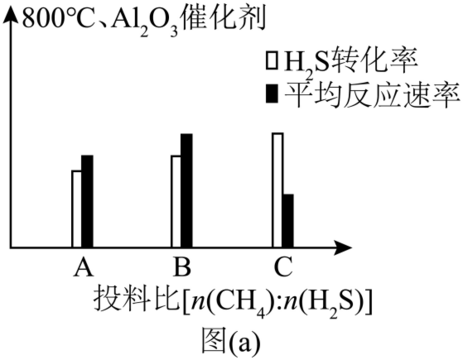 800℃、Al₂O₃催化剂
H₂S转化率
平均反应速率
A B C
投料比[n(CH₄):n(H₂S)]
图(a)